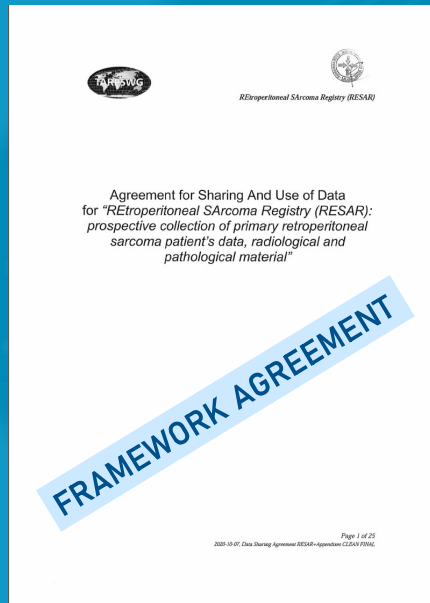 TARPSWG
REtroperitoneal SArcoma Registry (RESAR)
Agreement for Sharing And Use of Data
for "REtroperitoneal SArcoma Registry (RESAR):
prospective collection of primary retroperitoneal
sarcoma patient's data, radiological and
pathological material"
FRAMEWORK AGREEMENT
Page 1 of 25
2020-10-07, Data Sharing Agreement RESAR+Appendixes CLEAN FINAL